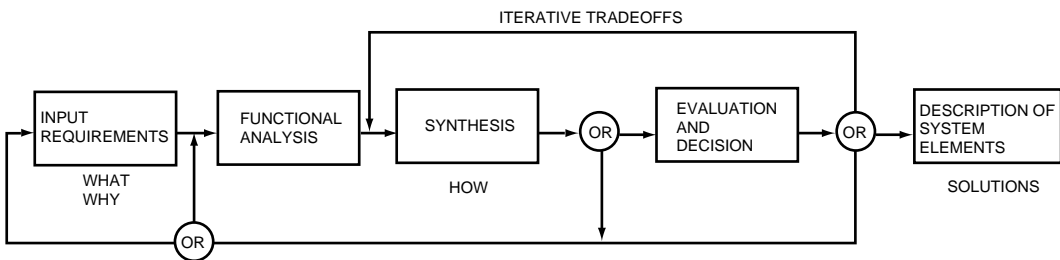 ITERATIVE TRADEOFFS
INPUT
REQUIREMENTS
WHAT
WHY
FUNCTIONAL
ANALYSIS
SYNTHESIS
HOW
OR
EVALUATION
AND
DECISION
OR
DESCRIPTION OF
SYSTEM
ELEMENTS
SOLUTIONS
OR